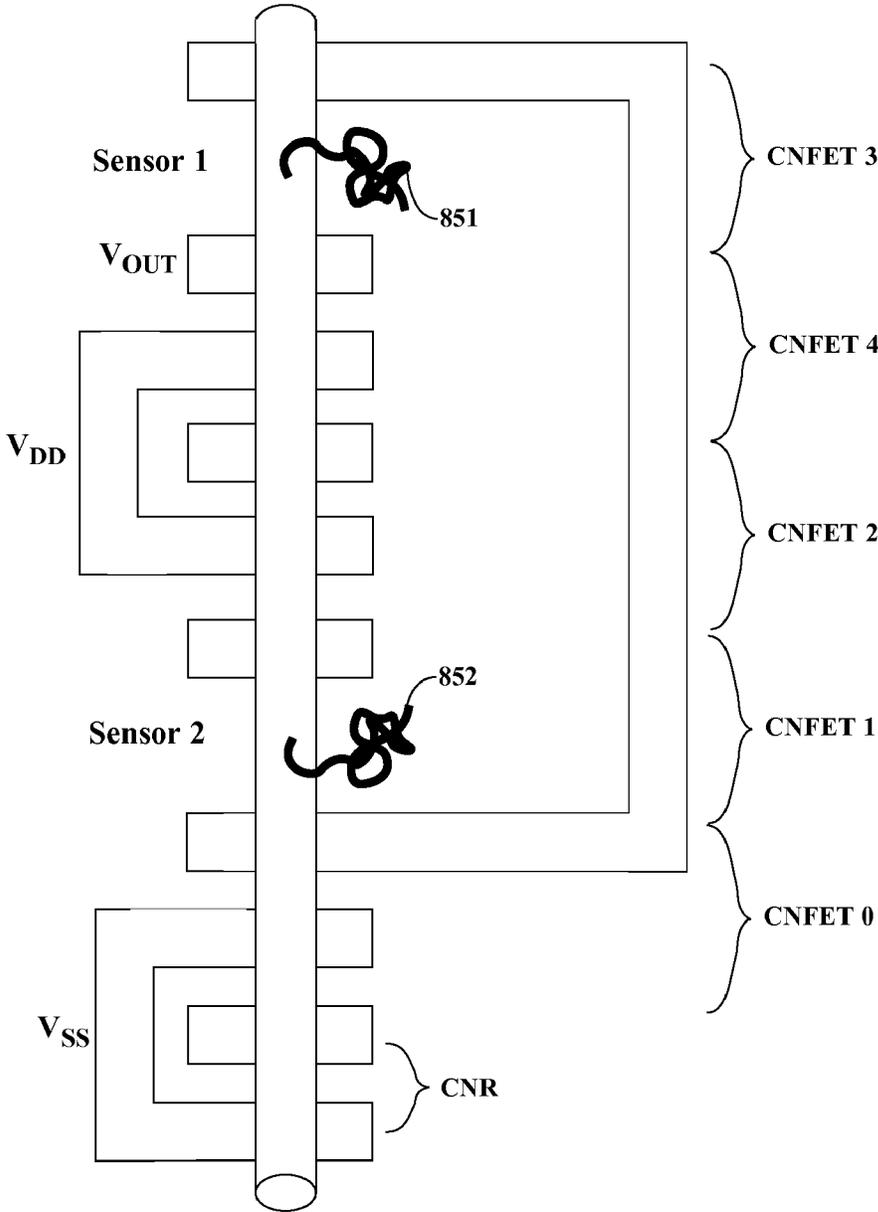 Sensor 1
CNFET 3
851
VOUT
CNFET 4
VDD
CNFET 2
852
Sensor 2
CNFET 1
CNFET 0
VSS
CNR